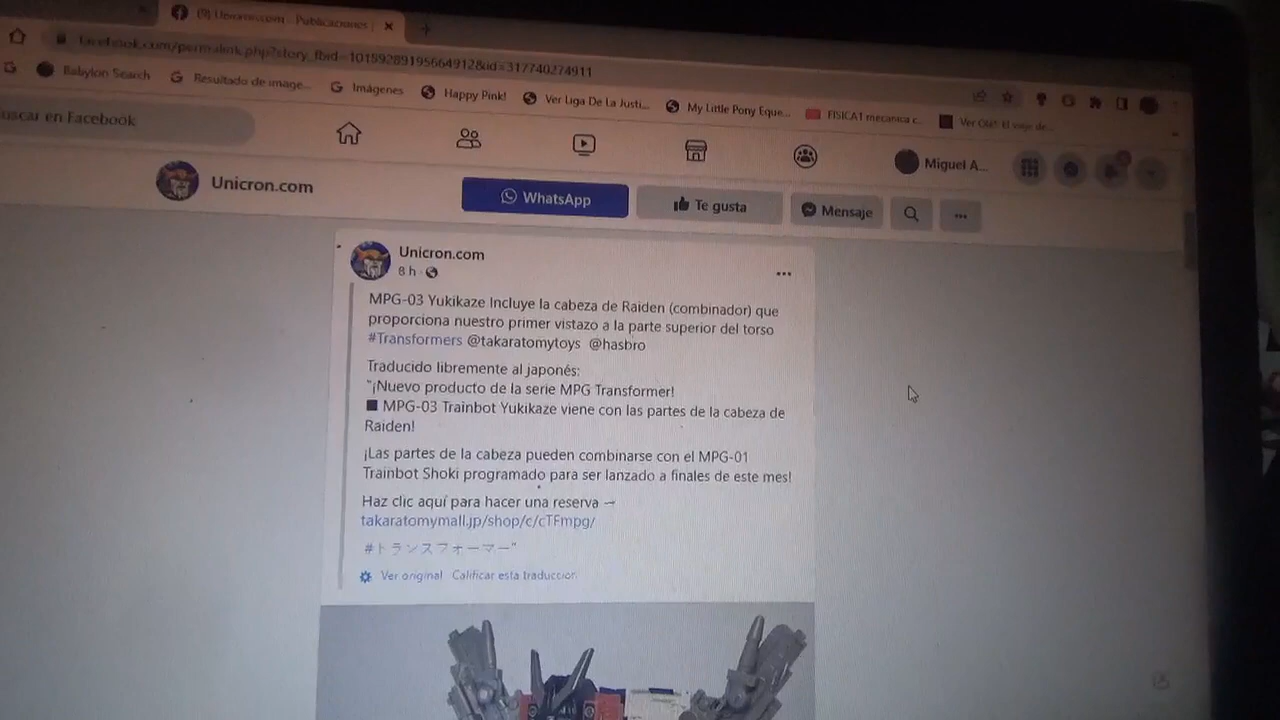 Unicron.com - Publicaciones
facebook.com/permalink.php?story_fbid=10159289195664912&id=317740274911
Babylon Search
Resultado de image...
Imágenes
Happy Pink!
Ver Liga De La Justi...
My Little Pony Eque...
FISICA1 mecanica c...
Ver Olé! El viaje de...
uscar en Facebook
Miguel A...
Unicron.com
WhatsApp
Te gusta
Mensaje
Unicron.com
8 h ·
MPG-03 Yukikaze Incluye la cabeza de Raiden (combinador) que
proporciona nuestro primer vistazo a la parte superior del torso
#Transformers @takaratomytoys @hasbro
Traducido libremente al japonés:
"¡Nuevo producto de la serie MPG Transformer!
■ MPG-03 Trainbot Yukikaze viene con las partes de la cabeza de
Raiden!
¡Las partes de la cabeza pueden combinarse con el MPG-01
Trainbot Shoki programado para ser lanzado a finales de este mes!
Haz clic aquí para hacer una reserva →
takaratomymall.jp/shop/c/cTFmpg/
#トランスフォーマー"
Ver original Calificar esta traducción